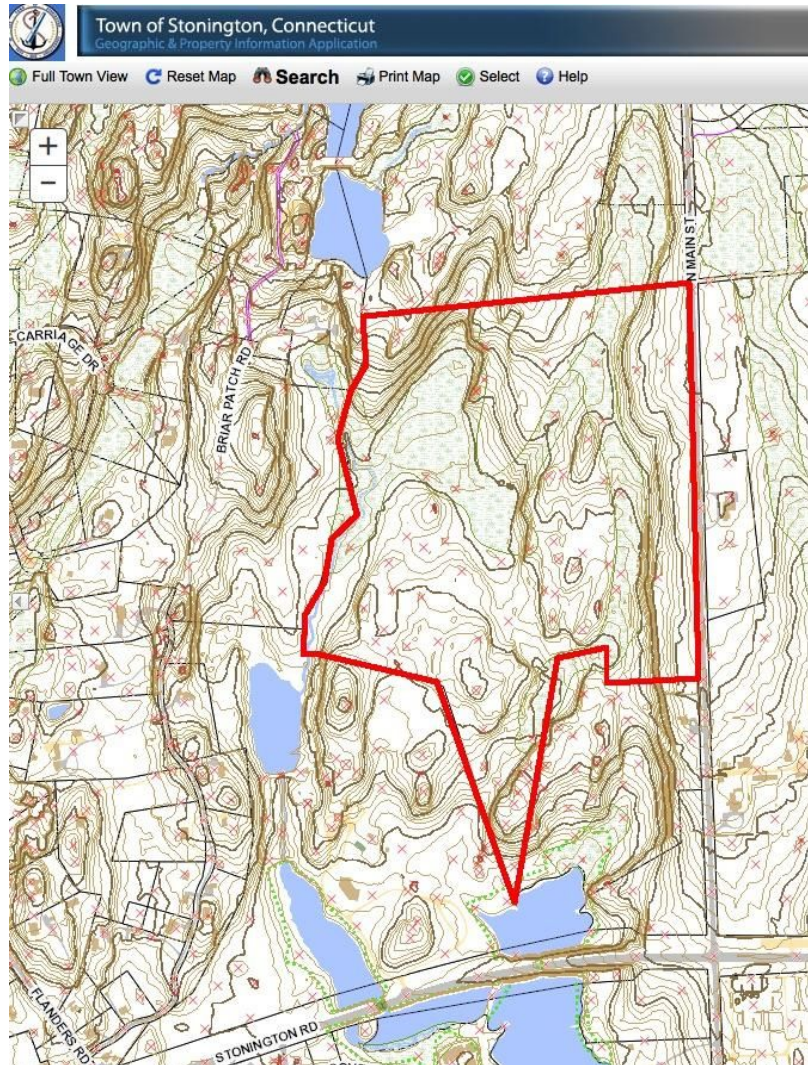 Town of Stonington, Connecticut
Geographic & Property Information Application
Full Town View Reset Map Search Print Map Select Help
+
−
N MAIN ST
CARRIAGE DR
BRIAR PATCH RD
FLANDERS RD
STONINGTON RD